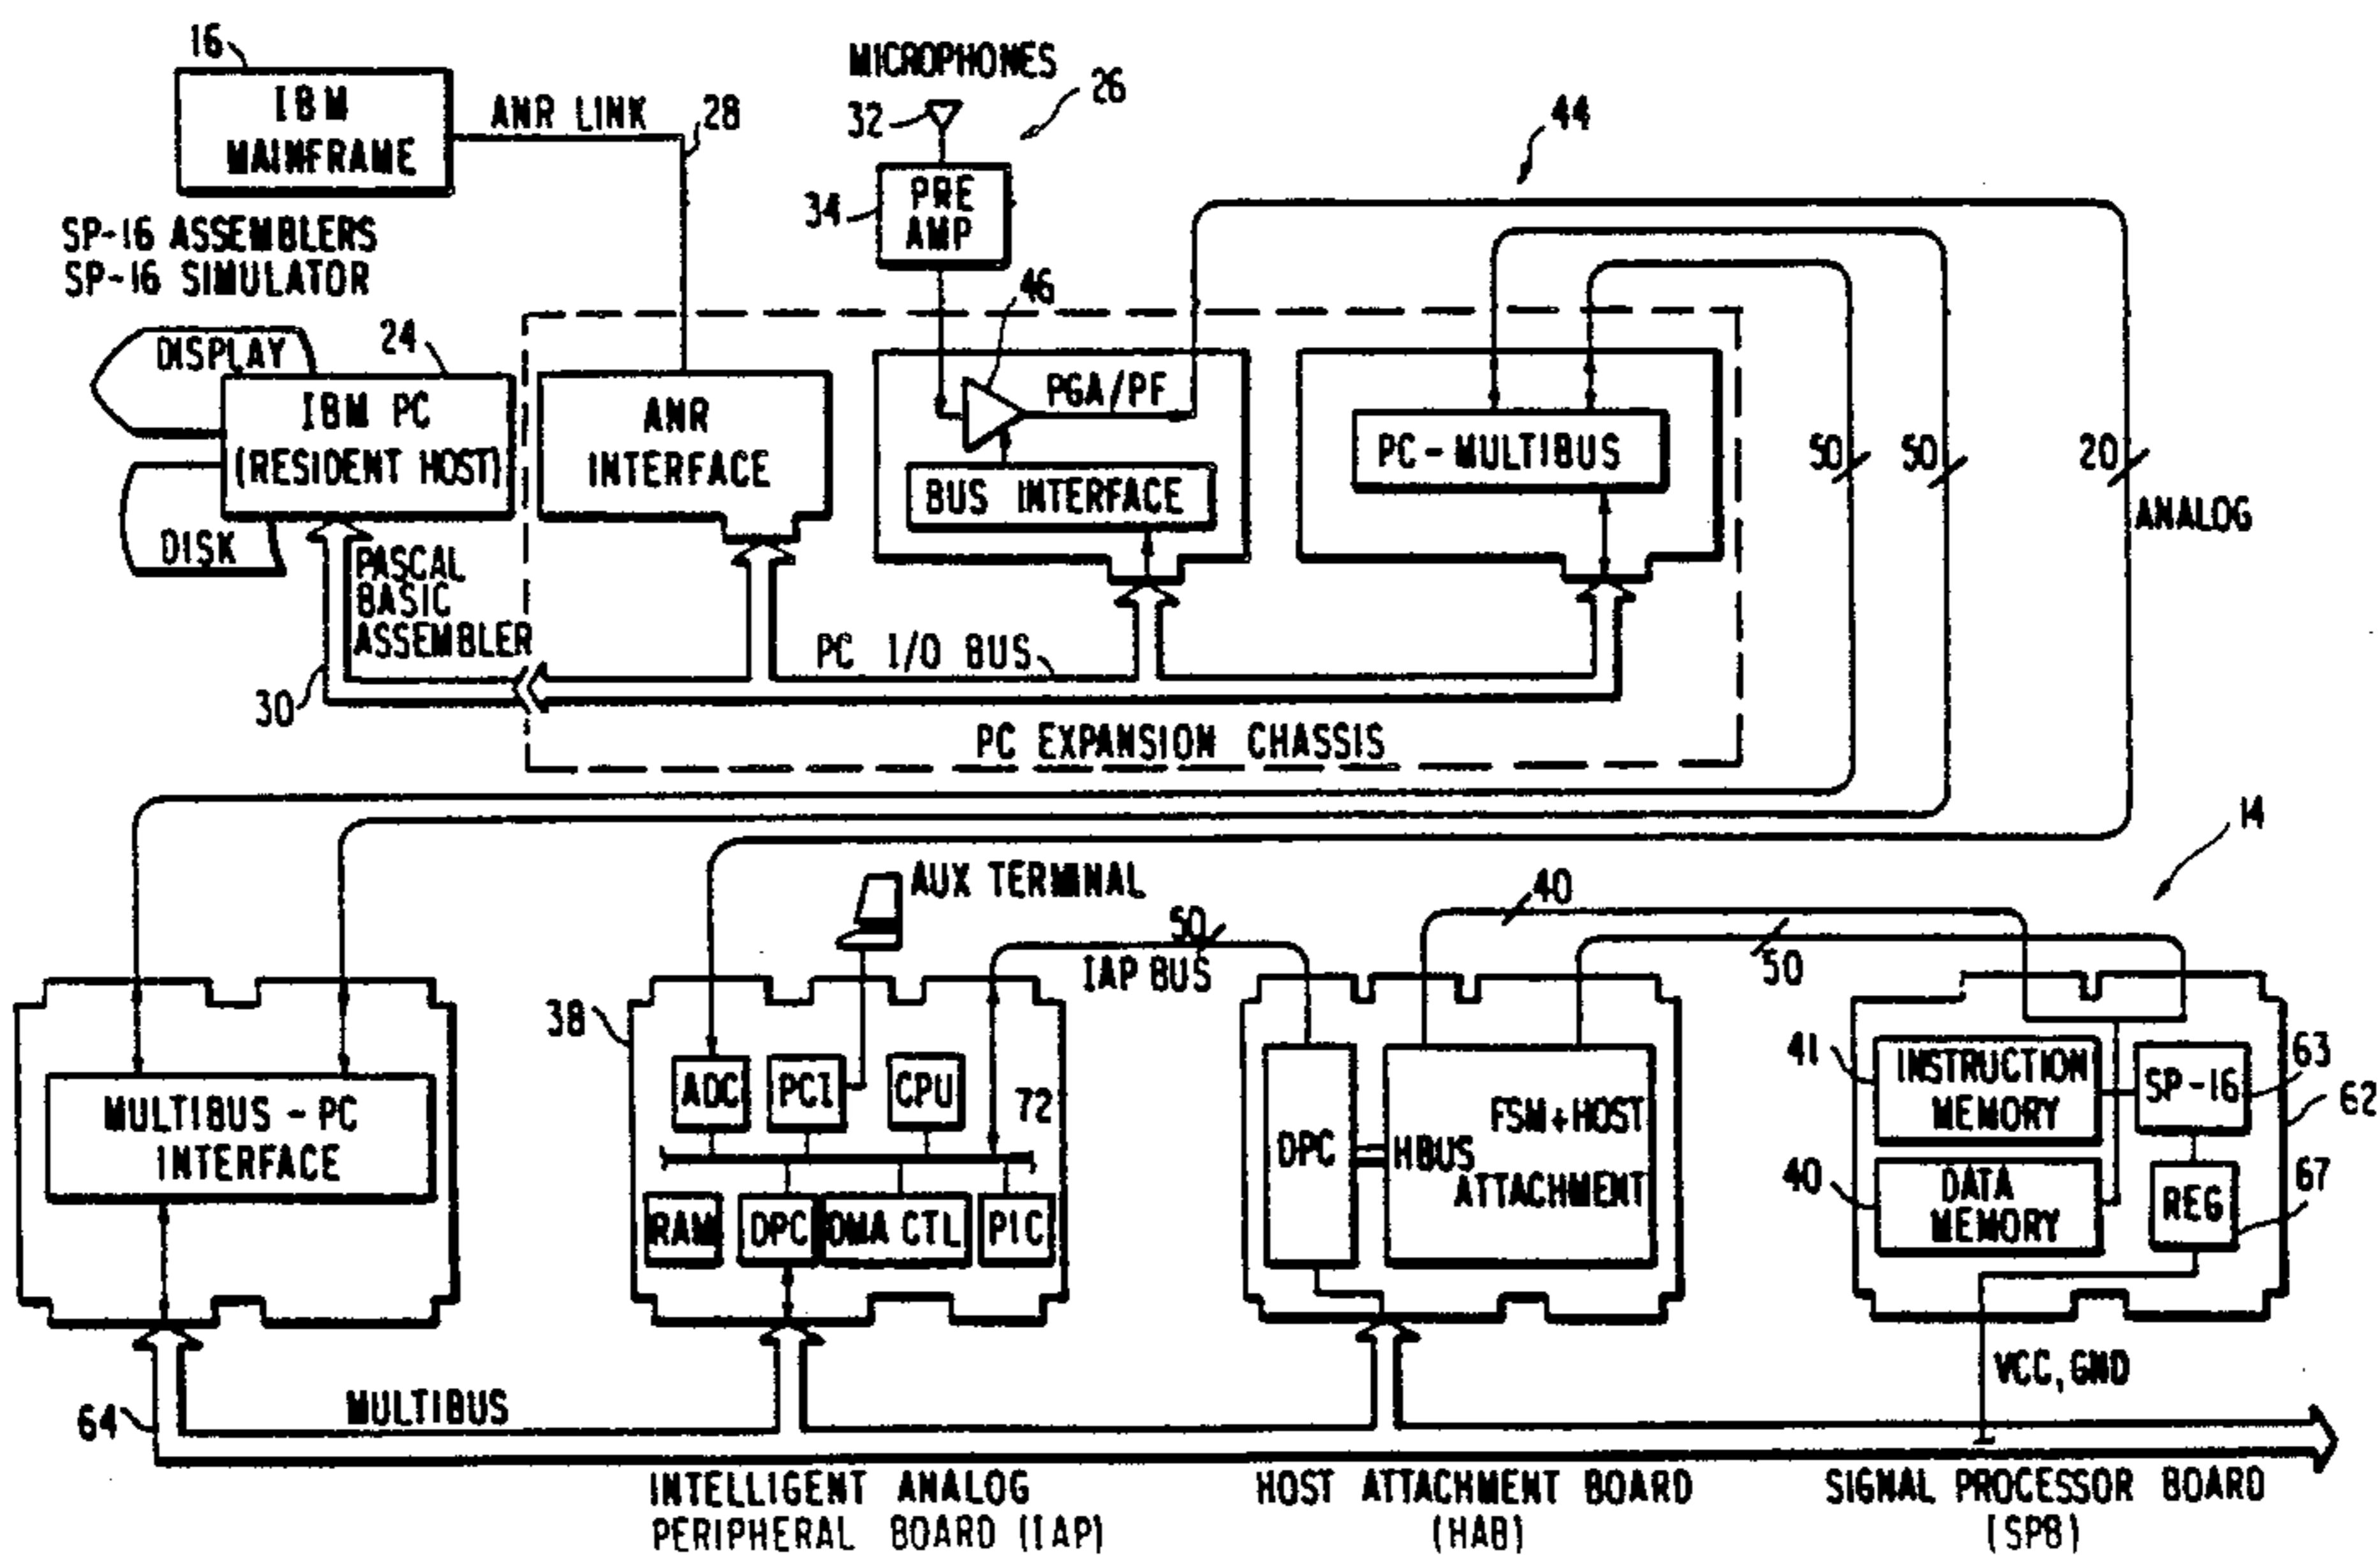 16
IBM
MAINFRAME
ANR LINK
28
MICROPHONES
32
26
PRE
AMP
34
44
SP-16 ASSEMBLERS
SP-16 SIMULATOR
46
DISPLAY
24
IBM PC
(RESIDENT HOST)
DISK
ANR
INTERFACE
PGA/PF
BUS INTERFACE
PC-MULTIBUS
50
50
20
ANALOG
PASCAL
BASIC
ASSEMBLER
30
PC I/O BUS
PC EXPANSION CHASSIS
14
AUX TERMINAL
50
IAP BUS
40
50
38
MULTIBUS-PC
INTERFACE
ADC
PCI
CPU
72
RAM
DPC
DMA CTL
PIC
DPC
HBUS
FSM+HOST
ATTACHMENT
41
INSTRUCTION
MEMORY
SP-16
63
62
40
DATA
MEMORY
REG
67
VCC, GND
64
MULTIBUS
INTELLIGENT ANALOG
PERIPHERAL BOARD (IAP)
HOST ATTACHMENT BOARD
(HAB)
SIGNAL PROCESSOR BOARD
(SPB)